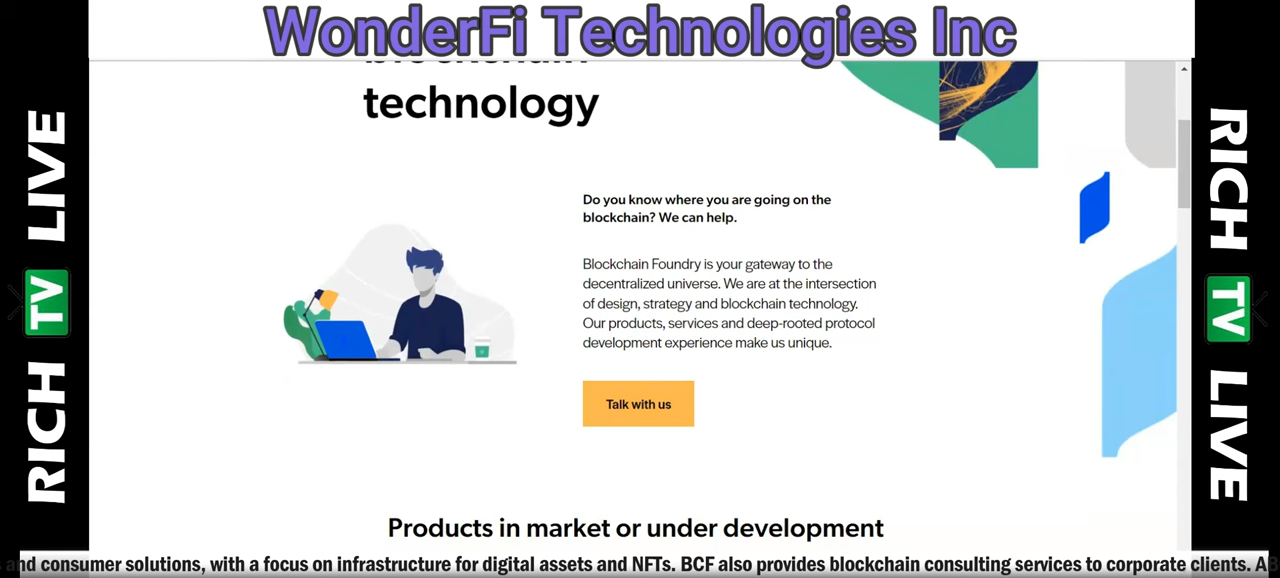 WonderFi Technologies Inc
technology
Do you know where you are going on the
blockchain? We can help.
Blockchain Foundry is your gateway to the
decentralized universe. We are at the intersection
of design, strategy and blockchain technology.
Our products, services and deep-rooted protocol
development experience make us unique.
Talk with us
Products in market or under development
and consumer solutions, with a focus on infrastructure for digital assets and NFTs. BCF also provides blockchain consulting services to corporate clients.
RICH TV LIVE
RICH TV LIVE